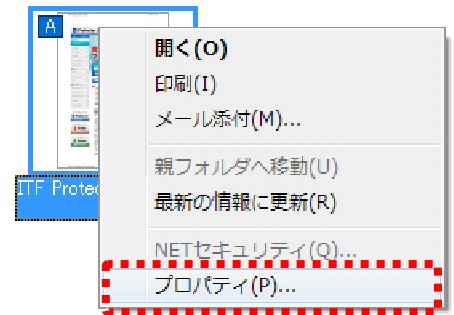 A
開く(O)
印刷(I)
メール添付(M)...
親フォルダへ移動(U)
最新の情報に更新(R)
ITF
NETセキュリティ(Q)...
プロパティ(P)...